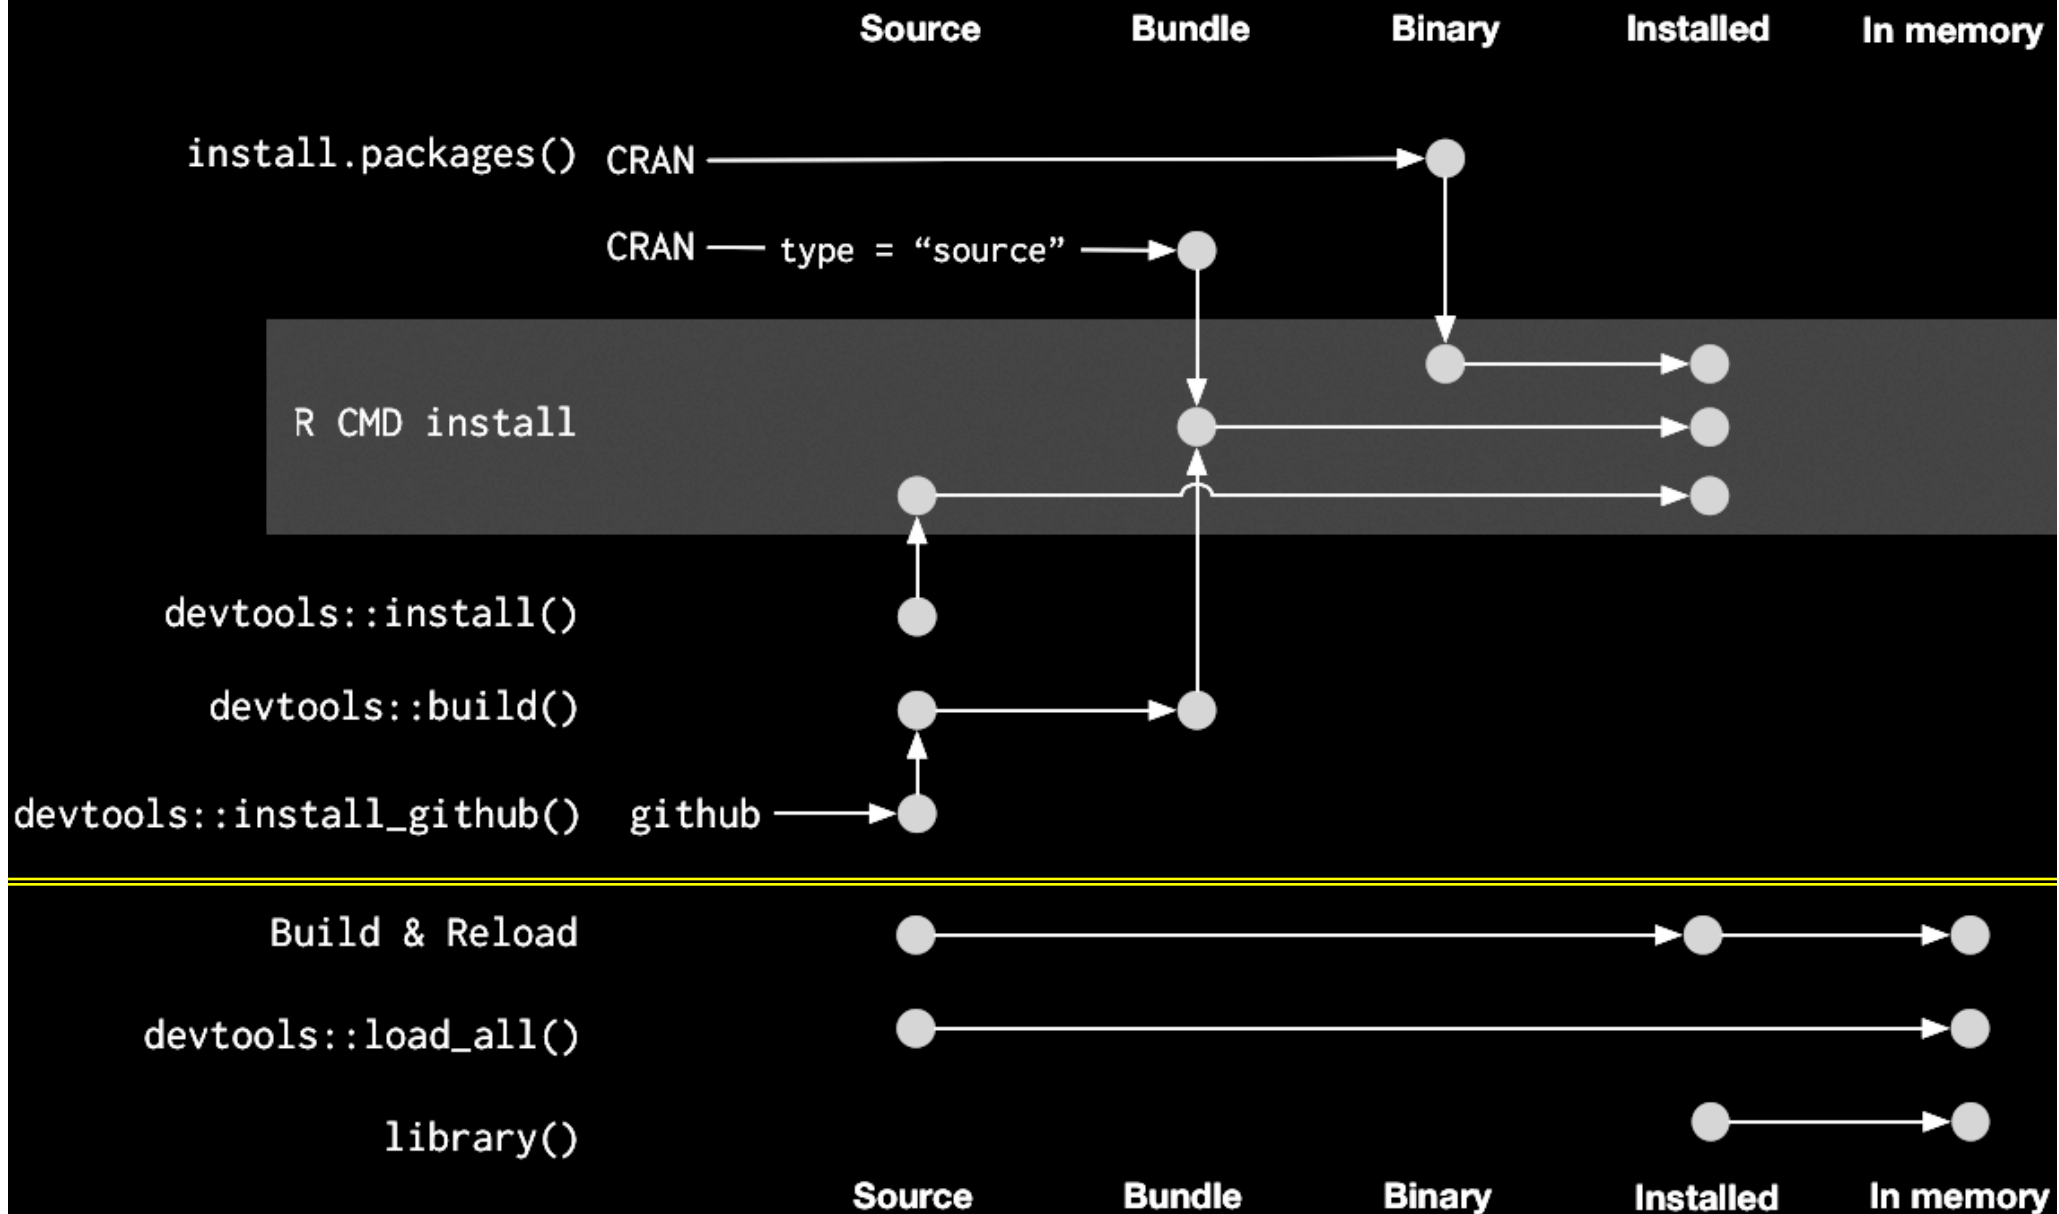 Source Bundle Binary Installed In memory
install.packages() CRAN
CRAN type = “source”
R CMD install
devtools::install()
devtools::build()
devtools::install_github() github
Build & Reload
devtools::load_all()
library()
Source Bundle Binary Installed In memory